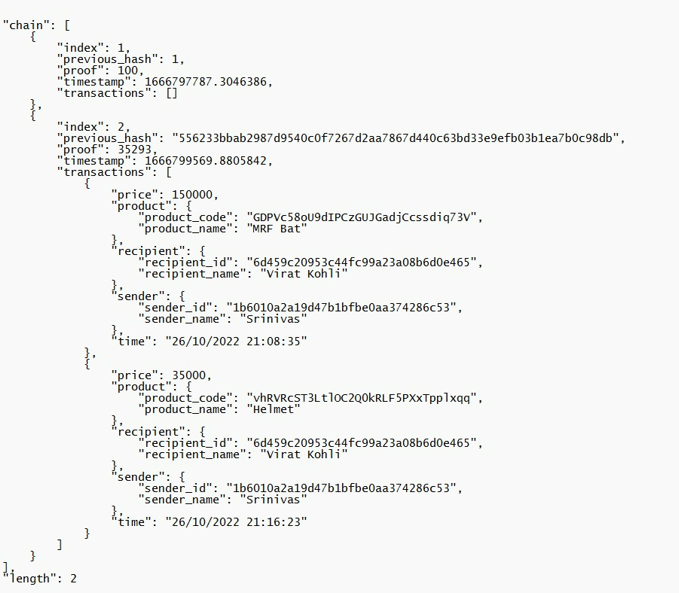 "chain": [
{
"index": 1,
"previous_hash": 1,
"proof": 100,
"timestamp": 1666797787.3046386,
"transactions": []
},
{
"index": 2,
"previous_hash": "556233bbab2987d9540c0f7267d2aa7867d440c63bd33e9efb03b1ea7b0c98db",
"proof": 35293,
"timestamp": 1666799569.8805842,
"transactions": [
{
"price": 150000,
"product": {
"product_code": "GDPVc58oU9dIPCzGUJGadjCcssdiq73V",
"product_name": "MRF Bat"
},
"recipient": {
"recipient_id": "6d459c20953c44fc99a23a08b6d0e465",
"recipient_name": "Virat Kohli"
},
"sender": {
"sender_id": "1b6010a2a19d47b1bfbe0aa374286c53",
"sender_name": "Srinivas"
},
"time": "26/10/2022 21:08:35"
},
{
"price": 35000,
"product": {
"product_code": "vhRVRcST3LtlOC2Q0kRLF5PXxTpplxqq",
"product_name": "Helmet"
},
"recipient": {
"recipient_id": "6d459c20953c44fc99a23a08b6d0e465",
"recipient_name": "Virat Kohli"
},
"sender": {
"sender_id": "1b6010a2a19d47b1bfbe0aa374286c53",
"sender_name": "Srinivas"
},
"time": "26/10/2022 21:16:23"
}
]
}
],
"length": 2